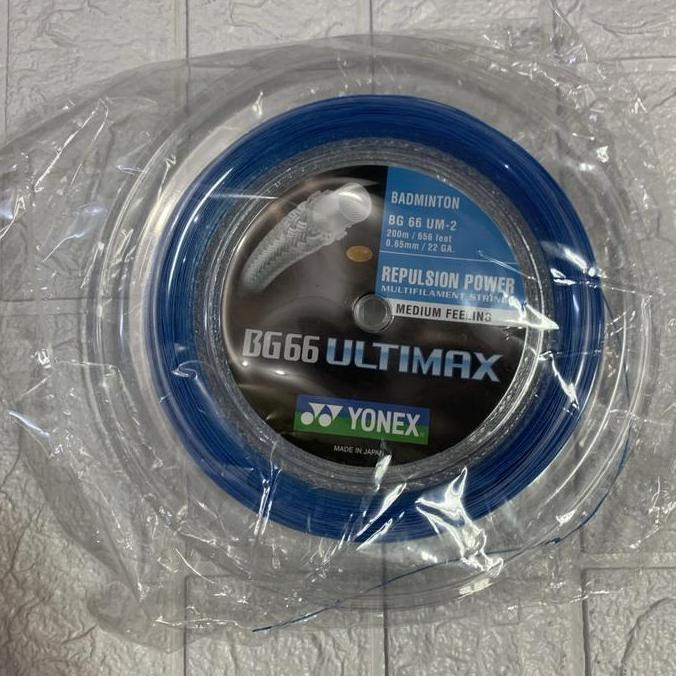 BADMINTON
BG 66 UM-2
200m / 656 feet
0.65mm / 22 GA.
REPULSION POWER
MULTIFILAMENT STRING
MEDIUM FEELING
BG66 ULTIMAX
YONEX
MADE IN JAPAN